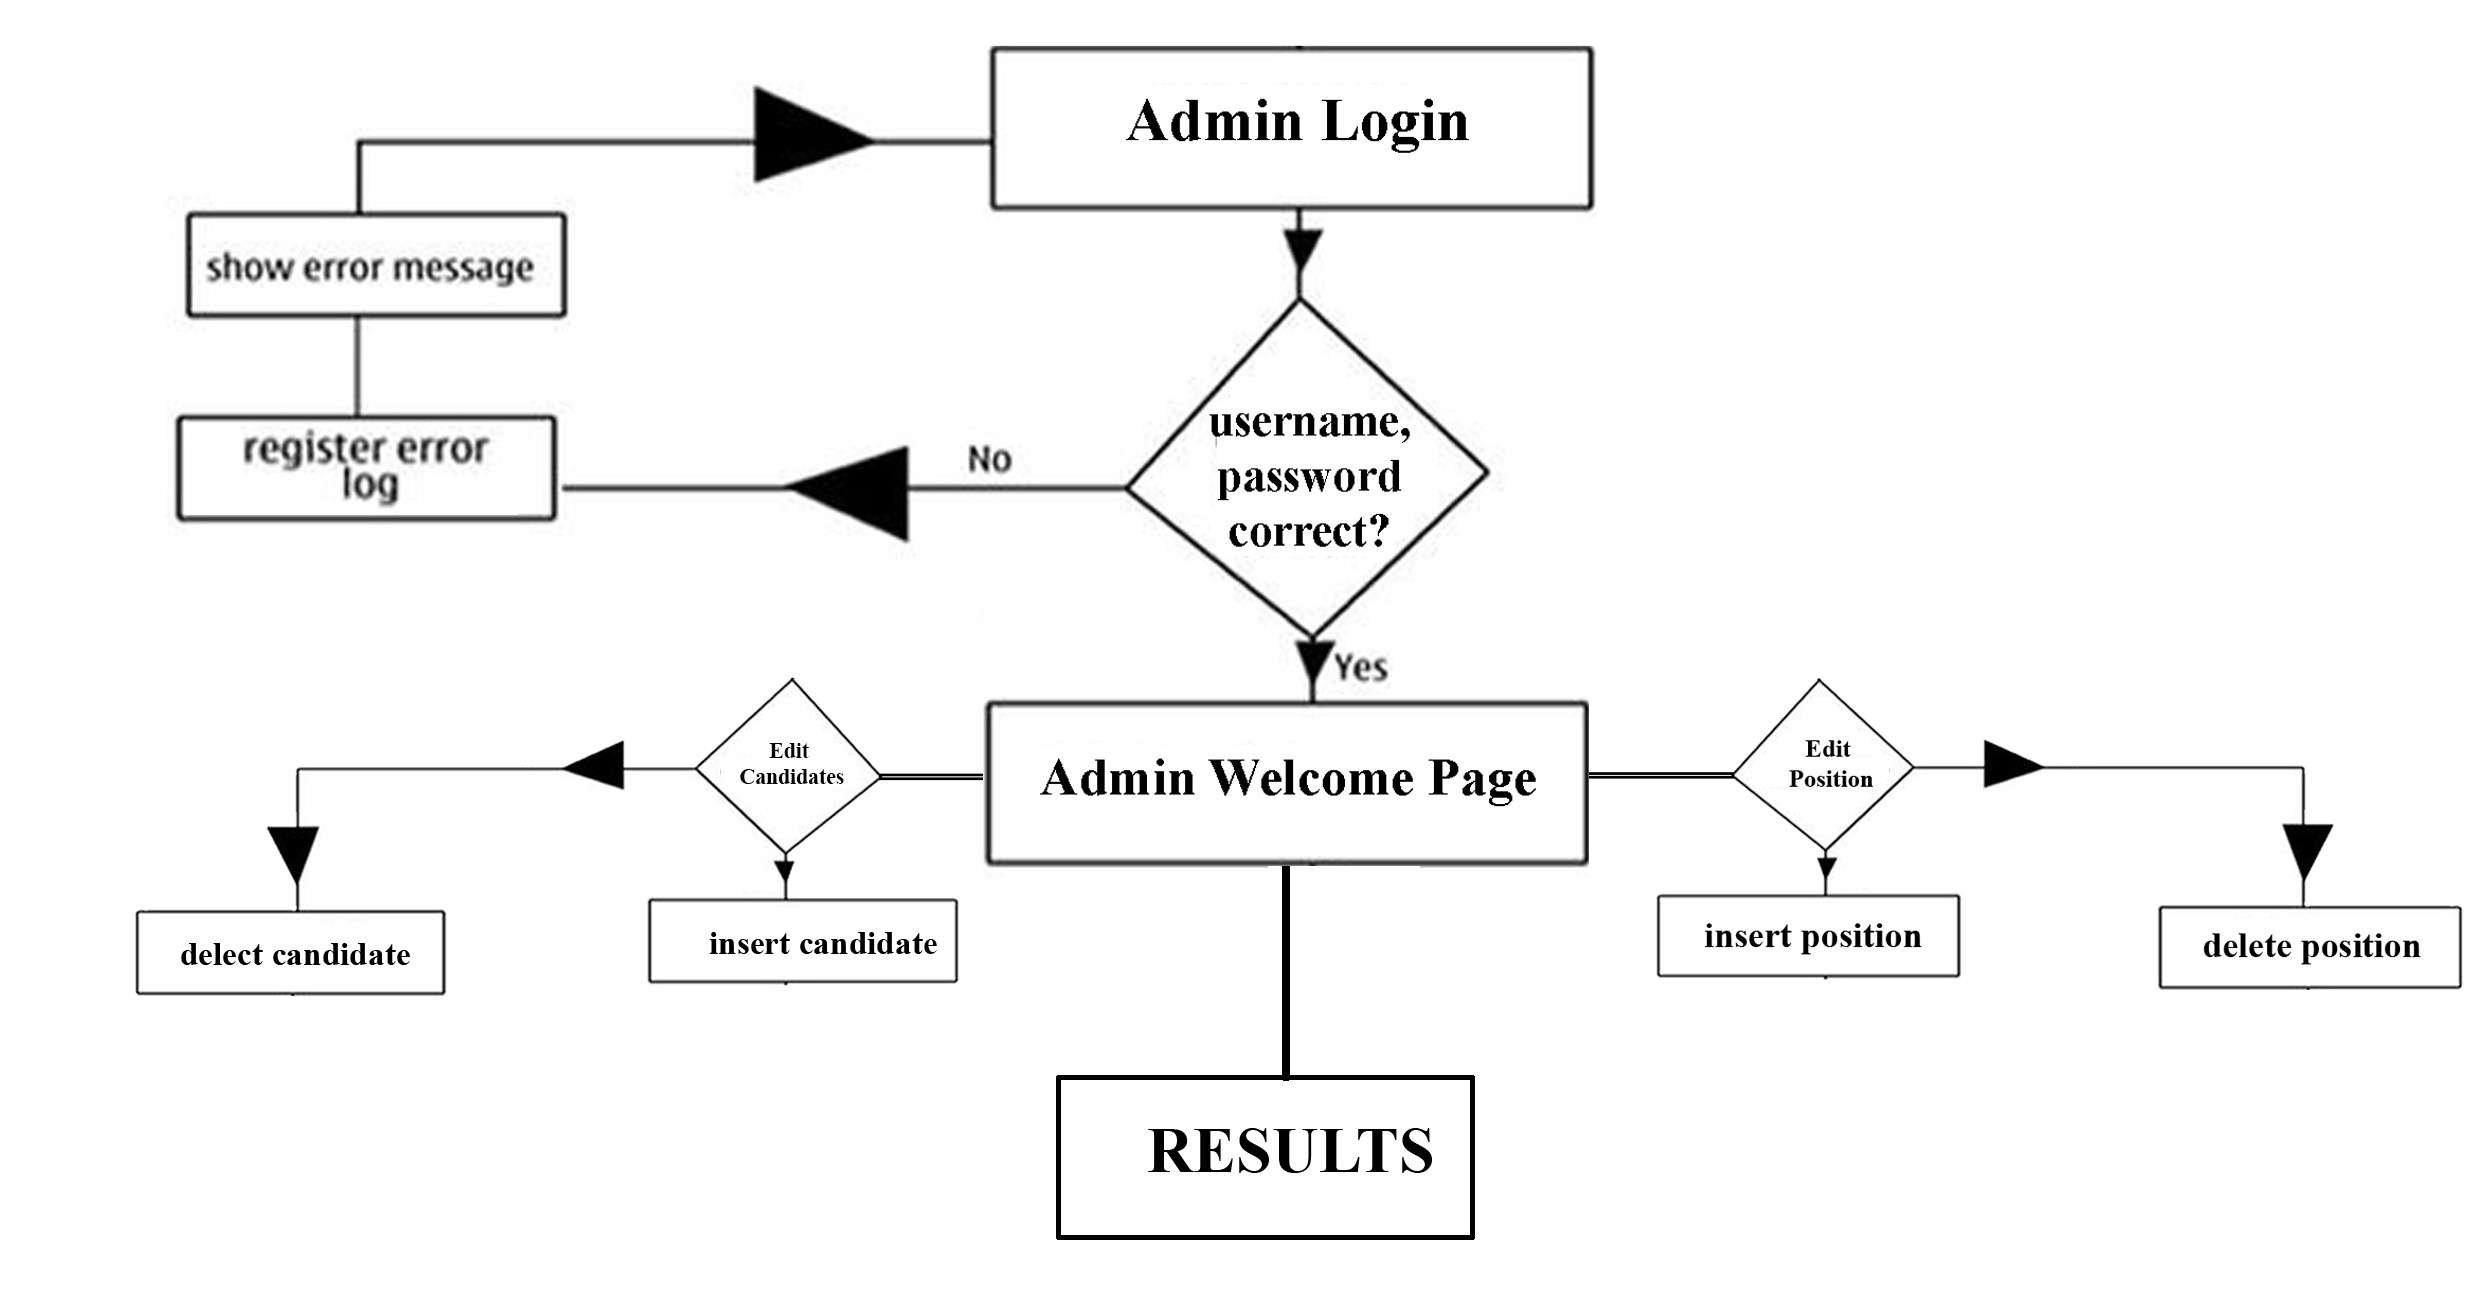 Admin Login
show error message
username,
password
correct?
register error
log
No
Yes
Edit
Candidates
Admin Welcome Page
Edit
Position
delect candidate
insert candidate
insert position
delete position
RESULTS